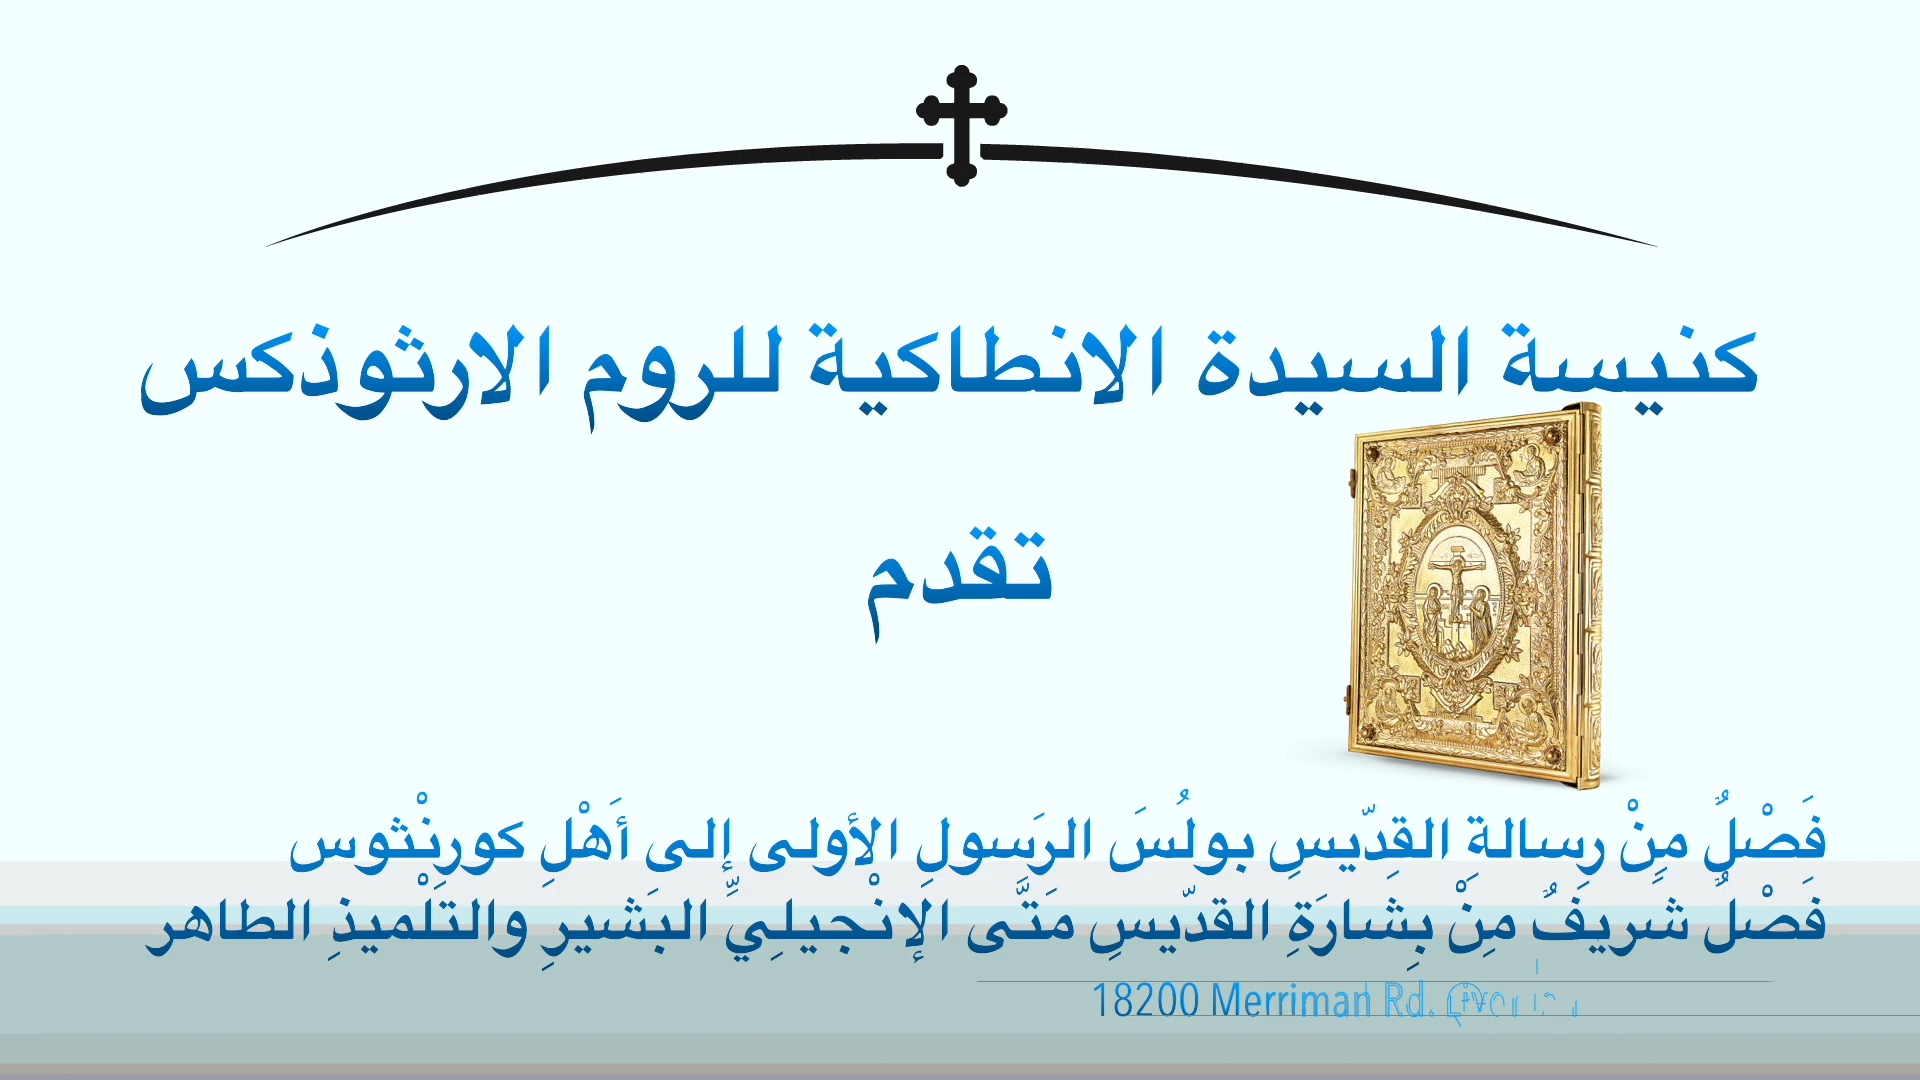 كنيسة السيدة الانطاكية للروم الارثوذكس
تقدم
فَصْلٌ مِنْ رِسالةِ القِدّيسِ بولُسَ الرَسولِ الأولى إلى أَهْلِ كورِنْثوس
فَصْلٌ شريفٌ مِنْ بِشارَةِ القدّيسِ مَتَّى الإنْجيلِيِّ البَشيرِ والتَلْميذِ الطاهر
18200 Merriman Rd.